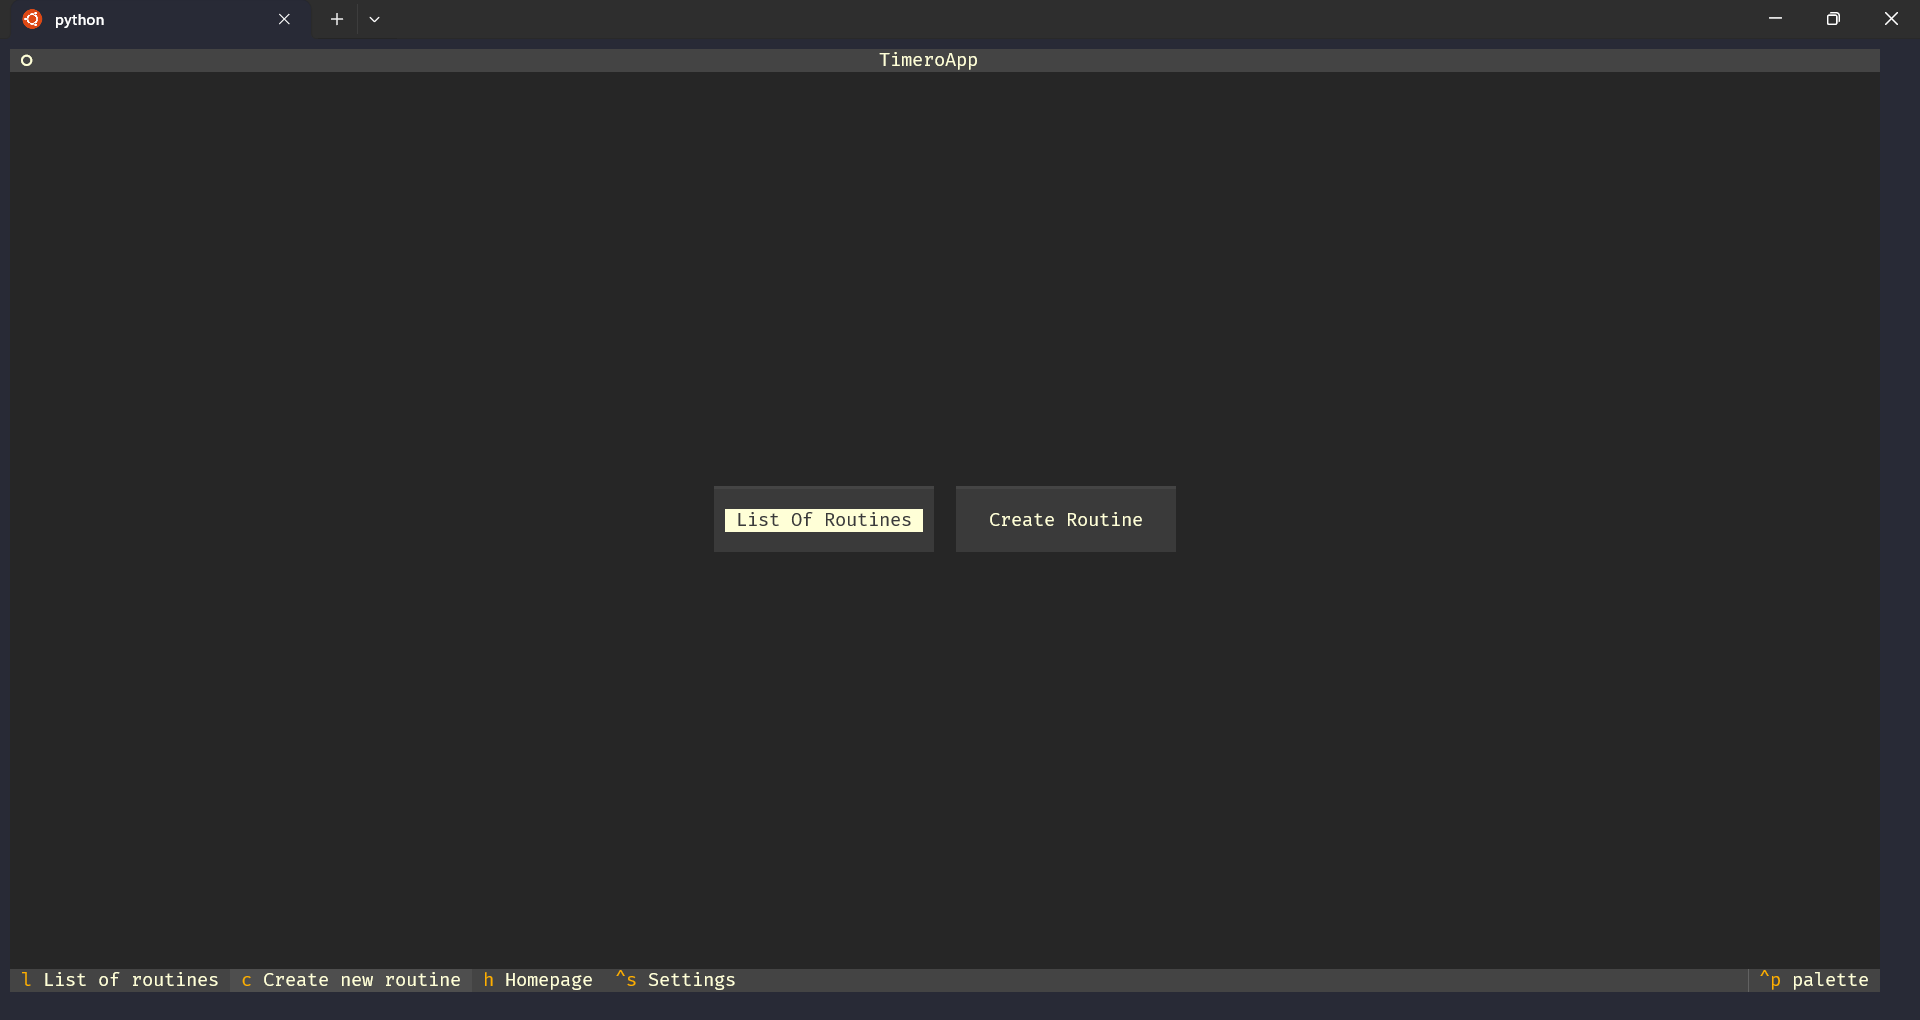 python
TimeroApp
List Of Routines
Create Routine
l List of routines c Create new routine h Homepage ^s Settings ^p palette